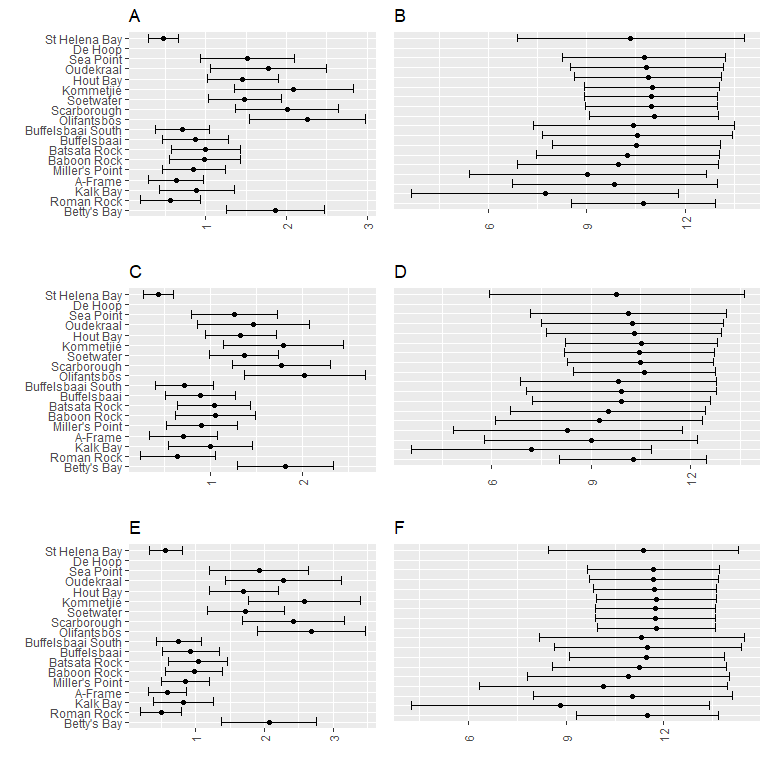 A
B
St Helena Bay
De Hoop
Sea Point
Oudekraal
Hout Bay
Kommetjie
Soetwater
Scarborough
Olifantsbos
Buffelsbaai South
Buffelsbaai
Batsata Rock
Baboon Rock
Miller's Point
A-Frame
Kalk Bay
Roman Rock
Betty's Bay
1 2 3
6 9 12
C
D
St Helena Bay
De Hoop
Sea Point
Oudekraal
Hout Bay
Kommetjie
Soetwater
Scarborough
Olifantsbos
Buffelsbaai South
Buffelsbaai
Batsata Rock
Baboon Rock
Miller's Point
A-Frame
Kalk Bay
Roman Rock
Betty's Bay
1 2
6 9 12
E
F
St Helena Bay
De Hoop
Sea Point
Oudekraal
Hout Bay
Kommetjie
Soetwater
Scarborough
Olifantsbos
Buffelsbaai South
Buffelsbaai
Batsata Rock
Baboon Rock
Miller's Point
A-Frame
Kalk Bay
Roman Rock
Betty's Bay
1 2 3
6 9 12